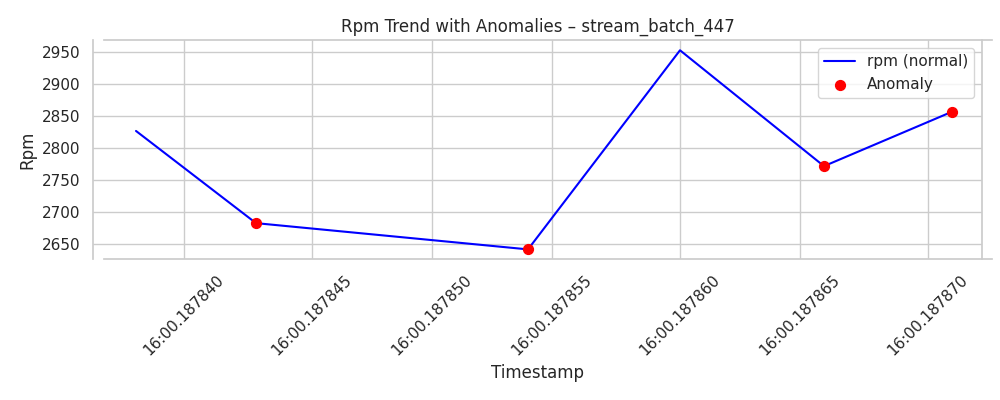 Rpm Trend with Anomalies – stream_batch_447
2950
2900
2850
2800
2750
2700
2650
Rpm
rpm (normal)
Anomaly
16:00.187840
16:00.187845
16:00.187850
16:00.187855
16:00.187860
16:00.187865
16:00.187870
Timestamp